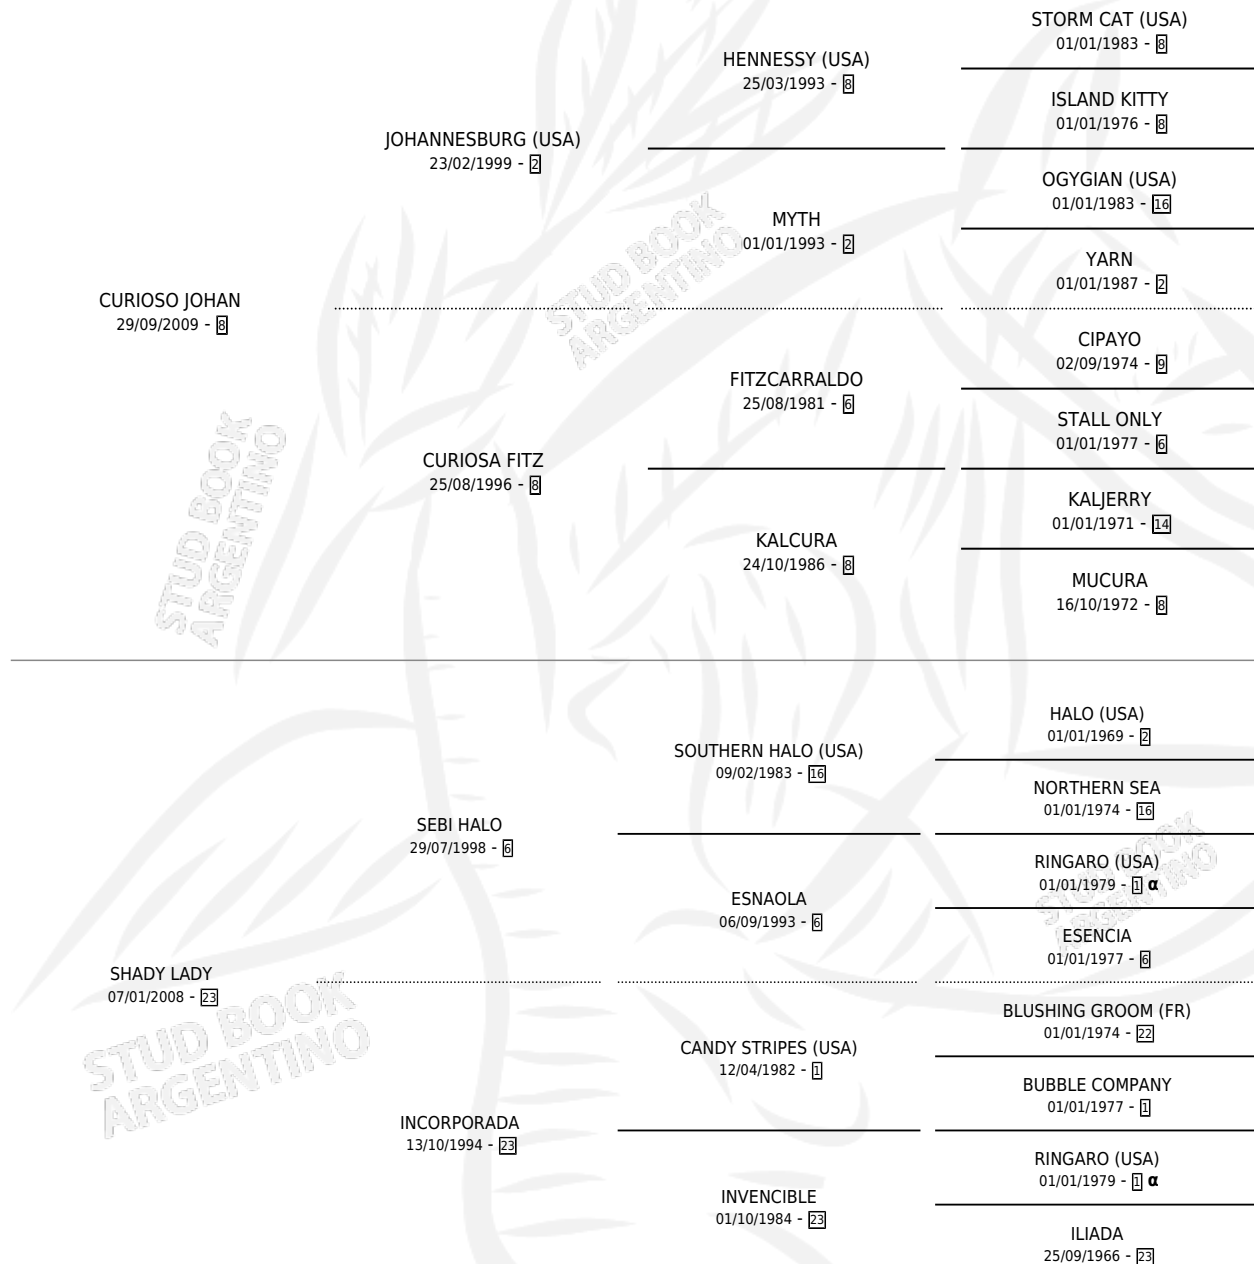 STORM CAT (USA)
01/01/1983 - 8
HENNESSY (USA)
25/03/1993 - 8
ISLAND KITTY
01/01/1976 - 8
JOHANNESBURG (USA)
23/02/1999 - 2
OGYGIAN (USA)
01/01/1983 - 16
MYTH
01/01/1993 - 2
YARN
01/01/1987 - 2
CURIOSO JOHAN
29/09/2009 - 8
CIPAYO
02/09/1974 - 9
FITZCARRALDO
25/08/1981 - 6
STALL ONLY
01/01/1977 - 6
CURIOSA FITZ
25/08/1996 - 8
KALJERRY
01/01/1971 - 14
KALCURA
24/10/1986 - 8
MUCURA
16/10/1972 - 8
HALO (USA)
01/01/1969 - 2
SOUTHERN HALO (USA)
09/02/1983 - 16
NORTHERN SEA
01/01/1974 - 16
SEBI HALO
29/07/1998 - 6
RINGARO (USA)
01/01/1979 - 1 α
ESNAOLA
06/09/1993 - 6
ESENCIA
01/01/1977 - 6
SHADY LADY
07/01/2008 - 23
BLUSHING GROOM (FR)
01/01/1974 - 22
CANDY STRIPES (USA)
12/04/1982 - 1
BUBBLE COMPANY
01/01/1977 - 1
INCORPORADA
13/10/1994 - 23
RINGARO (USA)
01/01/1979 - 1 α
INVENCIBLE
01/10/1984 - 23
ILIADA
25/09/1966 - 23
STUD BOOK
ARGENTINO
STUD BOOK
ARGENTINO
STUD BOOK
ARGENTINO
STUD BOOK
ARGENTINO